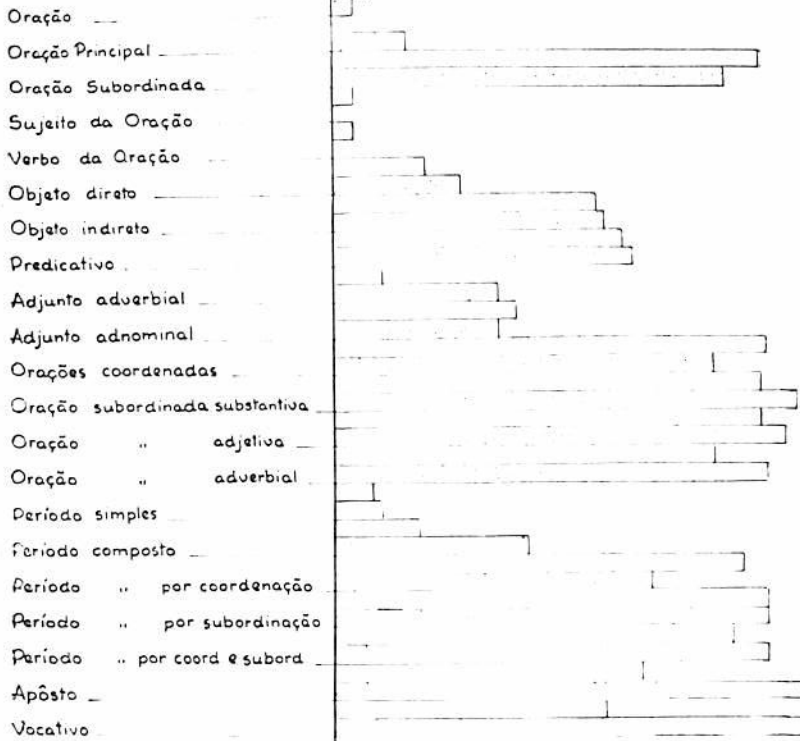 Oração
Oração Principal
Oração Subordinada
Sujeito da Oração
Verbo da Oração
Objeto direto
Objeto indireto
Predicativo
Adjunto adverbial
Adjunto adnominal
Orações coordenadas
Oração subordinada substantiva
Oração " adjetiva
Oração " adverbial
Período simples
Período composto
Período " por coordenação
Período " por subordinação
Período " por coord e subord
Apôsto
Vocativo